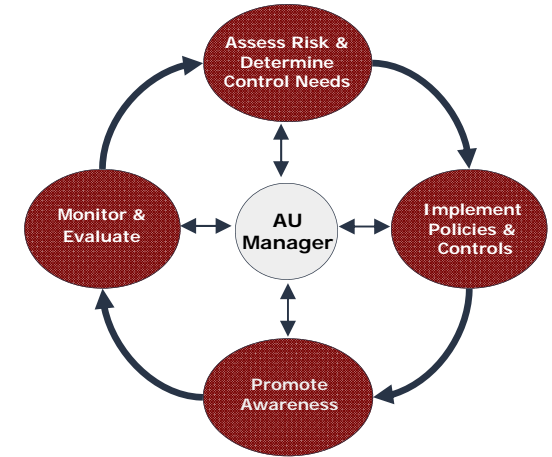 Assess Risk &
Determine
Control Needs
Monitor &
Evaluate
AU
Manager
Implement
Policies &
Controls
Promote
Awareness